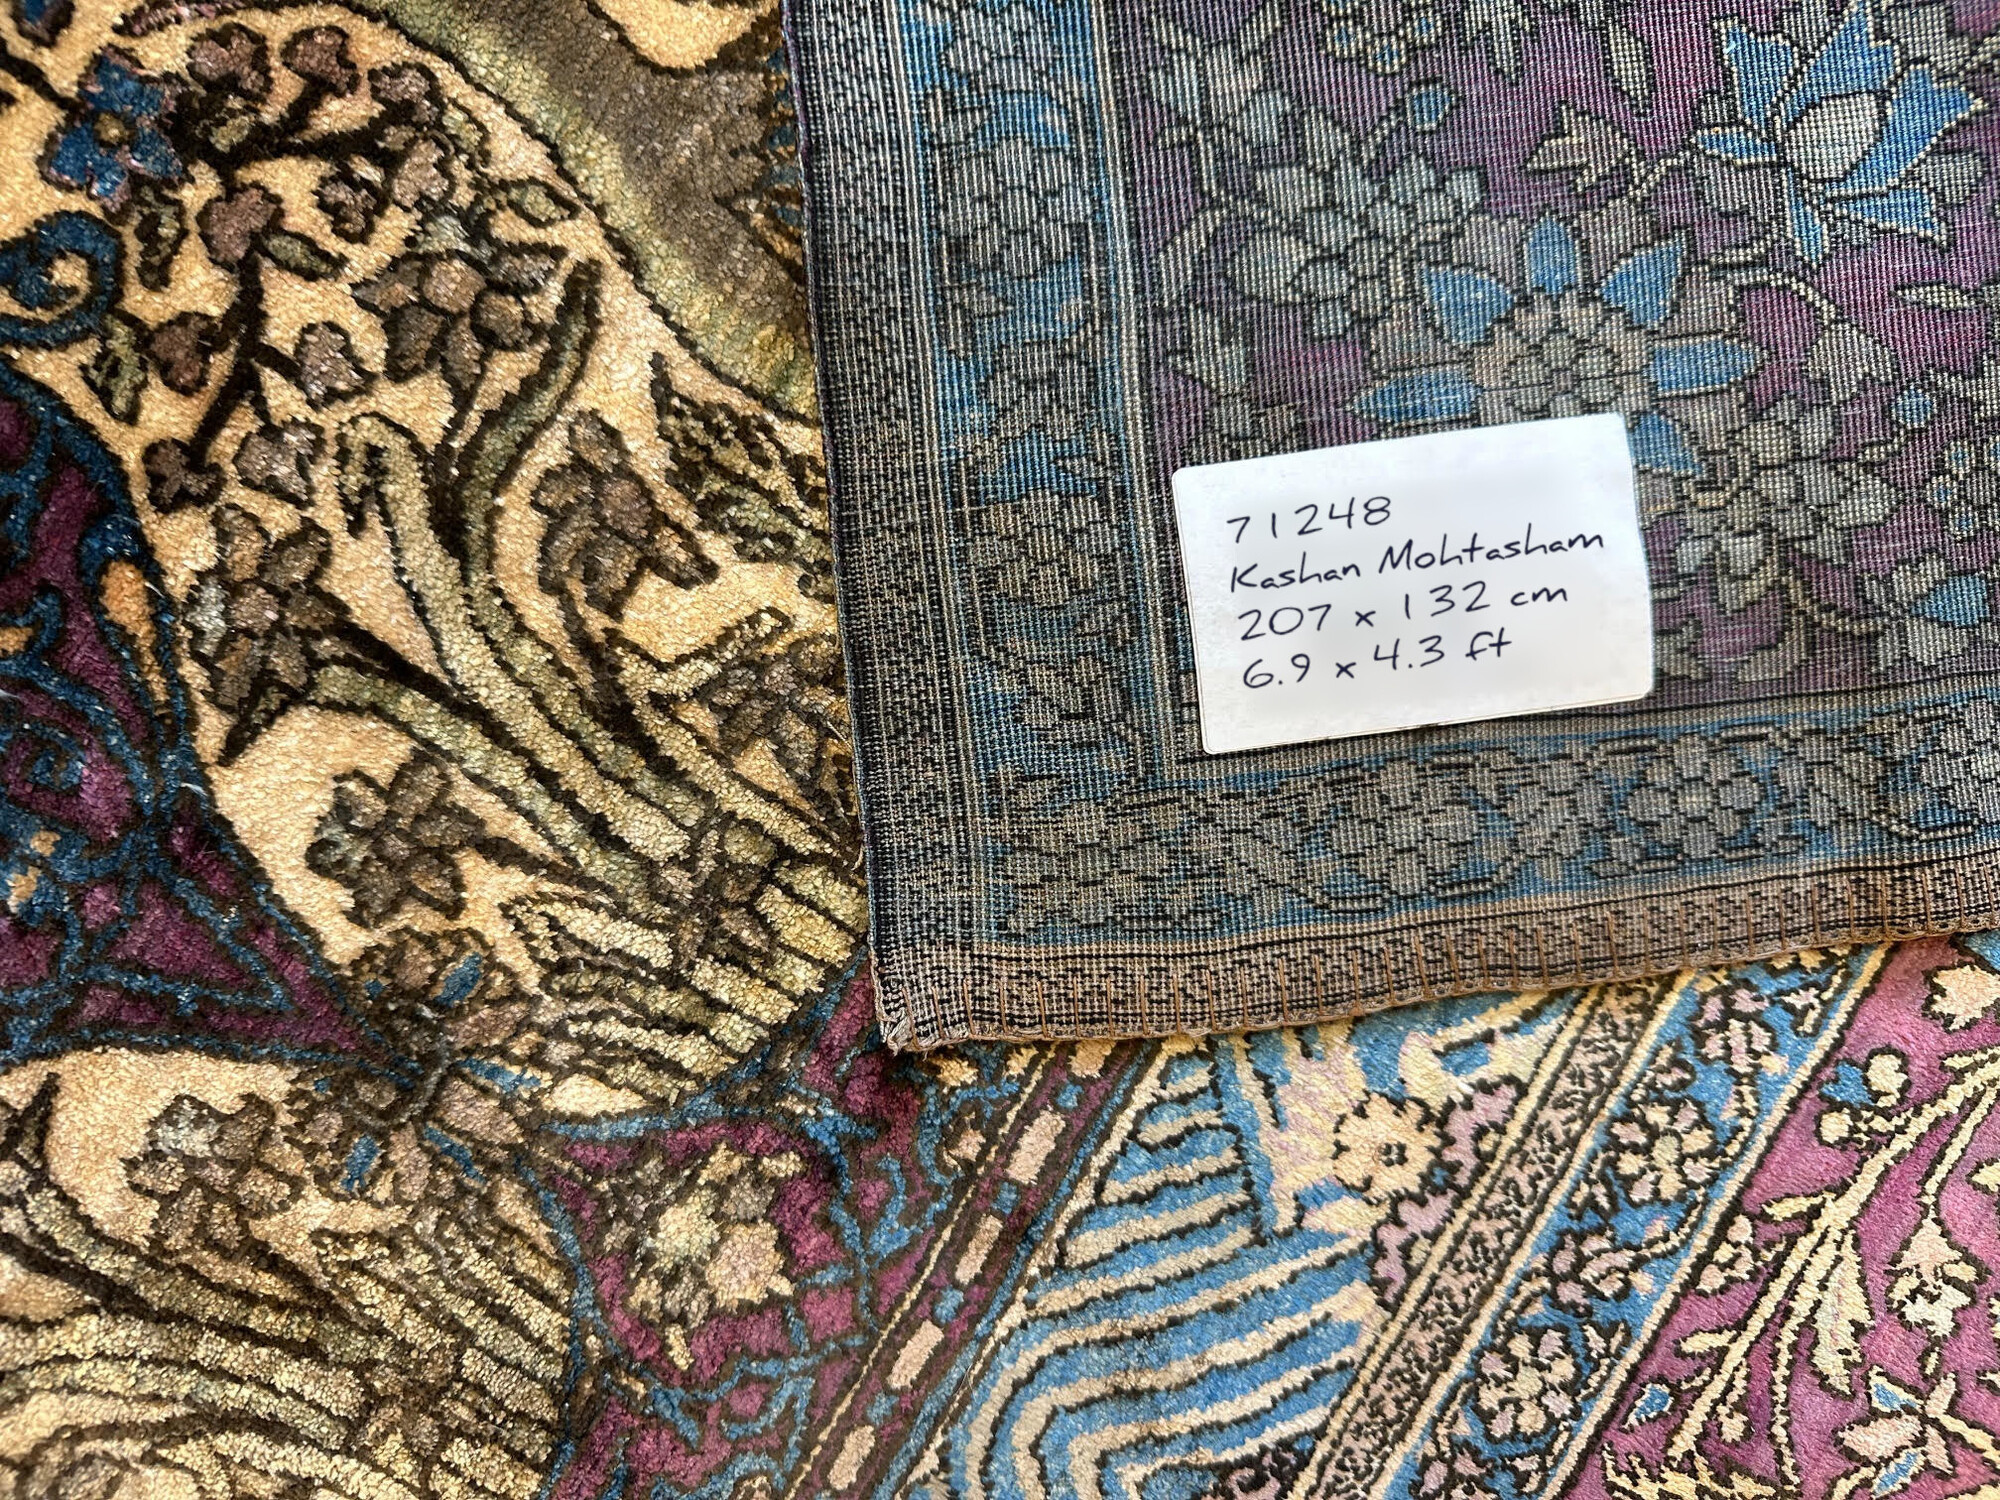 71248
Kashan Mohtasham
207 x 132 cm
6.9 x 4.3 ft